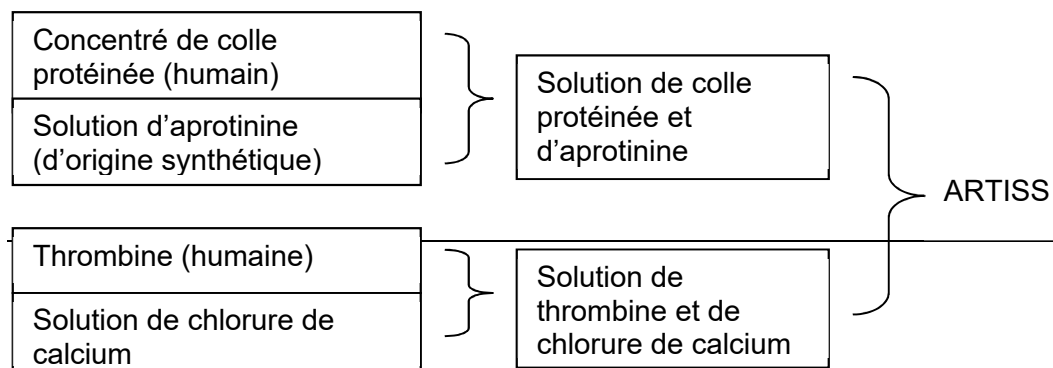 Concentré de colle
protéinée (humain)
Solution d’aprotinine
(d’origine synthétique)
Solution de colle
protéinée et
d’aprotinine
Thrombine (humaine)
Solution de chlorure de
calcium
Solution de
thrombine et de
chlorure de calcium
ARTISS